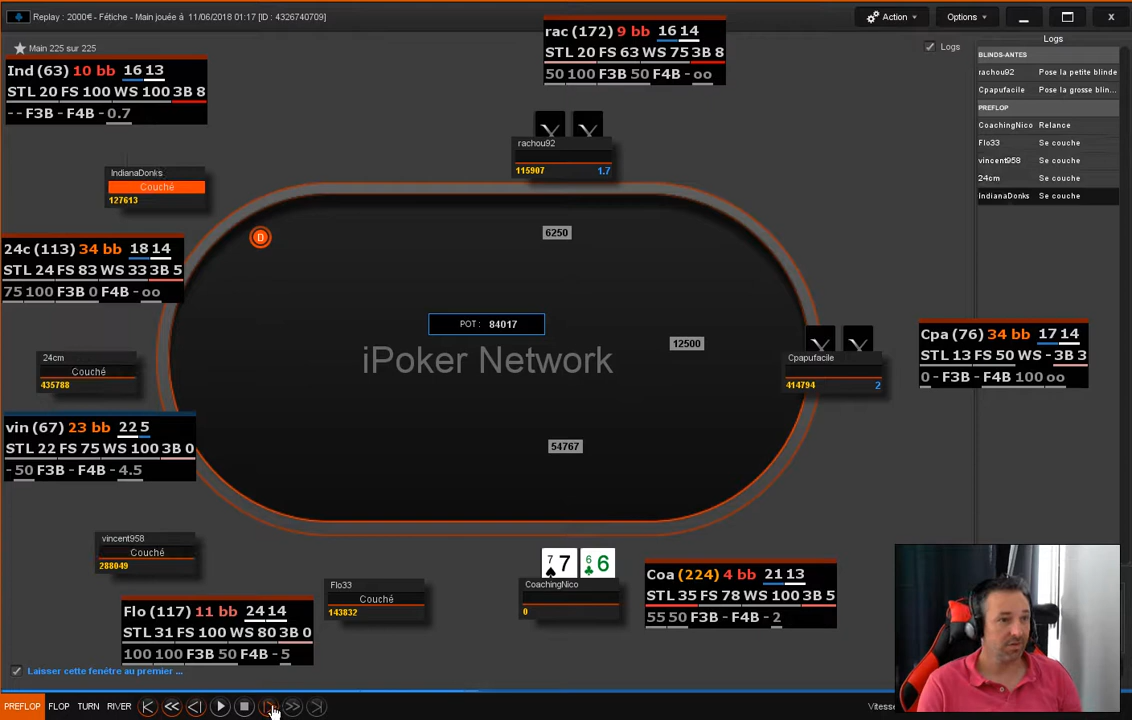 Replay : 2000€ - Fétiche - Main jouée à 11/06/2018 01:17 [ID : 4326740709]
Action
Options
X
Main 225 sur 225
Logs
Logs
BLINDS-ANTES
rachou92 Pose la petite blinde
Cpapufacile Pose la grosse blin...
PREFLOP
CoachingNico Relance
Flo33 Se couche
vincent958 Se couche
24cm Se couche
IndianaDonks Se couche
rac (172) 9 bb 16 14
STL 20 FS 63 WS 75 3B 8
50 100 F3B 50 F4B - oo
Ind (63) 10 bb 16 13
STL 20 FS 100 WS 100 3B 8
- - F3B - F4B - 0.7
rachou92
115907 1.7
IndianaDonks
Couché
127613
D
6250
24c (113) 34 bb 18 14
STL 24 FS 83 WS 33 3B 5
75 100 F3B 0 F4B - oo
POT : 84017
iPoker Network
12500
Cpapufacile
414794 2
Cpa (76) 34 bb 17 14
STL 13 FS 50 WS - 3B 3
0 - F3B - F4B 100 oo
24cm
Couché
435788
vin (67) 23 bb 22 5
STL 22 FS 75 WS 100 3B 0
- 50 F3B - F4B - 4.5
54767
vincent958
Couché
288049
7 7 6 6
CoachingNico
0
Coa (224) 4 bb 21 13
STL 35 FS 78 WS 100 3B 5
55 50 F3B - F4B - 2
Flo33
Couché
143832
Flo (117) 11 bb 24 14
STL 31 FS 100 WS 80 3B 0
100 100 F3B 50 F4B - 5
Laisser cette fenêtre au premier ...
PREFLOP FLOP TURN RIVER
Vitesse